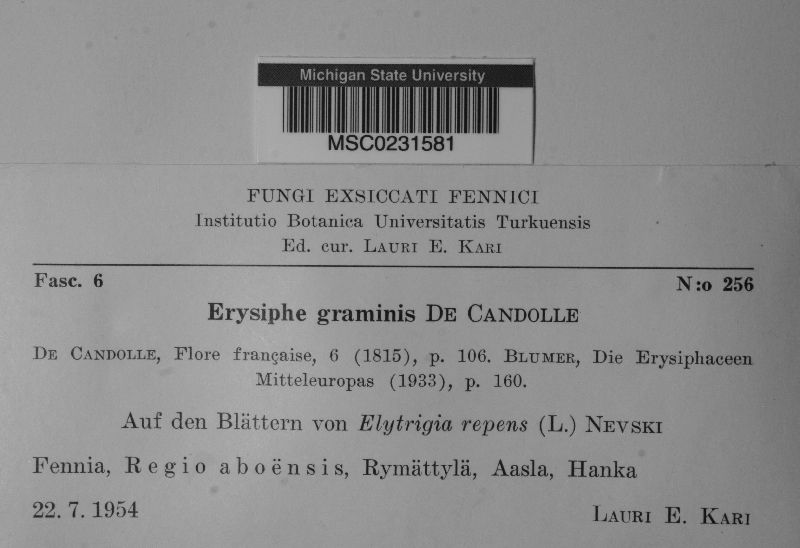 Michigan State University
MSC0231581
FUNGI EXSICCATI FENNICI
Institutio Botanica Universitatis Turkuensis
Ed. cur. LAURI E. KARI
Fasc. 6 N:o 256
Erysiphe graminis DE CANDOLLE
DE CANDOLLE, Flore française, 6 (1815), p. 106. BLUMER, Die Erysiphaceen
Mitteleuropas (1933), p. 160.
Auf den Blättern von Elytrigia repens (L.) NEVSKI
Fennia, Regio aboënsis, Rymättylä, Aasla, Hanka
22. 7. 1954 LAURI E. KARI